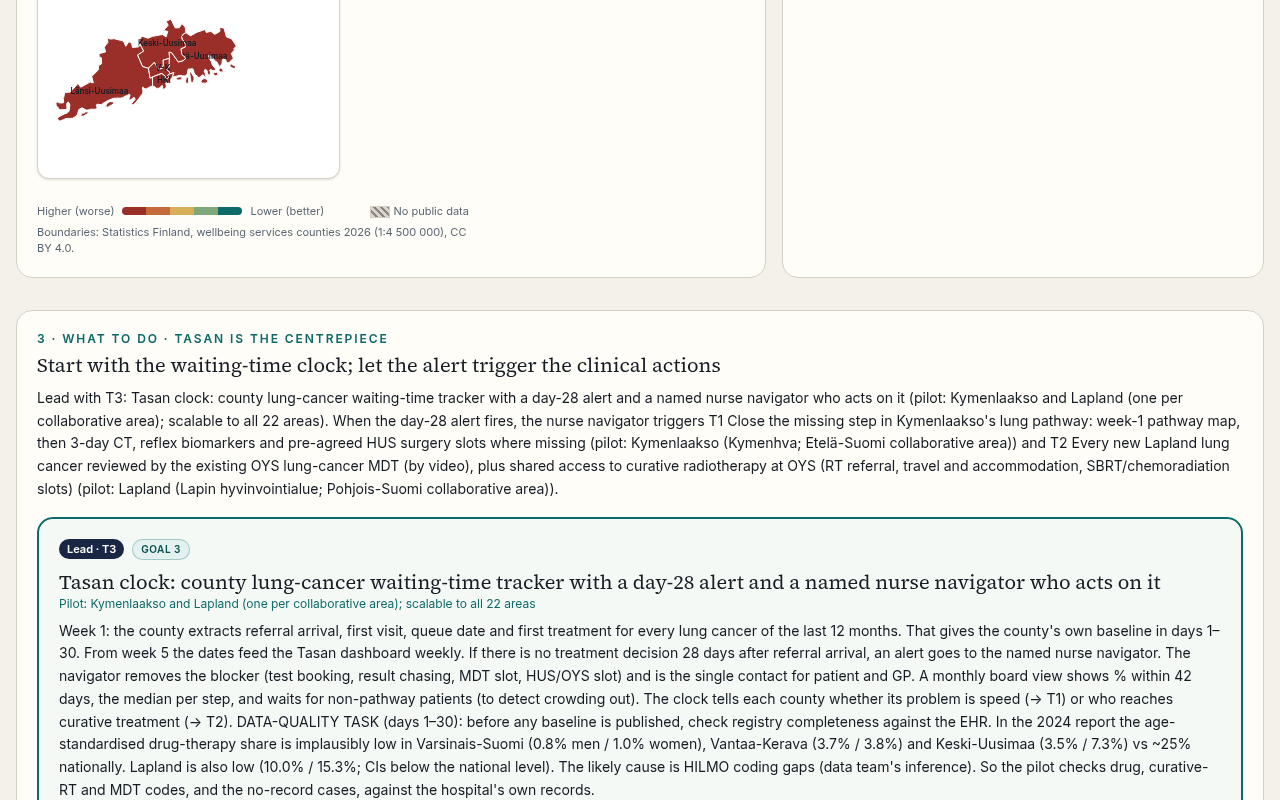 Keski-Uusimaa
Itä-Uusimaa
V-K
Hki
Länsi-Uusimaa
Higher (worse) Lower (better) No public data
Boundaries: Statistics Finland, wellbeing services counties 2026 (1:4 500 000), CC
BY 4.0.
3 · WHAT TO DO · TASAN IS THE CENTREPIECE
Start with the waiting-time clock; let the alert trigger the clinical actions
Lead with T3: Tasan clock: county lung-cancer waiting-time tracker with a day-28 alert and a named nurse navigator who acts on it (pilot: Kymenlaakso and Lapland (one per
collaborative area); scalable to all 22 areas). When the day-28 alert fires, the nurse navigator triggers T1 Close the missing step in Kymenlaakso's lung pathway: week-1 pathway map,
then 3-day CT, reflex biomarkers and pre-agreed HUS surgery slots where missing (pilot: Kymenlaakso (Kymenhva; Etelä-Suomi collaborative area)) and T2 Every new Lapland lung
cancer reviewed by the existing OYS lung-cancer MDT (by video), plus shared access to curative radiotherapy at OYS (RT referral, travel and accommodation, SBRT/chemoradiation
slots) (pilot: Lapland (Lapin hyvinvointialue; Pohjois-Suomi collaborative area)).
Lead · T3 GOAL 3
Tasan clock: county lung-cancer waiting-time tracker with a day-28 alert and a named nurse navigator who acts on it
Pilot: Kymenlaakso and Lapland (one per collaborative area); scalable to all 22 areas
Week 1: the county extracts referral arrival, first visit, queue date and first treatment for every lung cancer of the last 12 months. That gives the county's own baseline in days 1–
30. From week 5 the dates feed the Tasan dashboard weekly. If there is no treatment decision 28 days after referral arrival, an alert goes to the named nurse navigator. The
navigator removes the blocker (test booking, result chasing, MDT slot, HUS/OYS slot) and is the single contact for patient and GP. A monthly board view shows % within 42
days, the median per step, and waits for non-pathway patients (to detect crowding out). The clock tells each county whether its problem is speed (→ T1) or who reaches
curative treatment (→ T2). DATA-QUALITY TASK (days 1–30): before any baseline is published, check registry completeness against the EHR. In the 2024 report the age-
standardised drug-therapy share is implausibly low in Varsinais-Suomi (0.8% men / 1.0% women), Vantaa-Kerava (3.7% / 3.8%) and Keski-Uusimaa (3.5% / 7.3%) vs ~25%
nationally. Lapland is also low (10.0% / 15.3%; CIs below the national level). The likely cause is HILMO coding gaps (data team's inference). So the pilot checks drug, curative-
RT and MDT codes, and the no-record cases, against the hospital's own records.